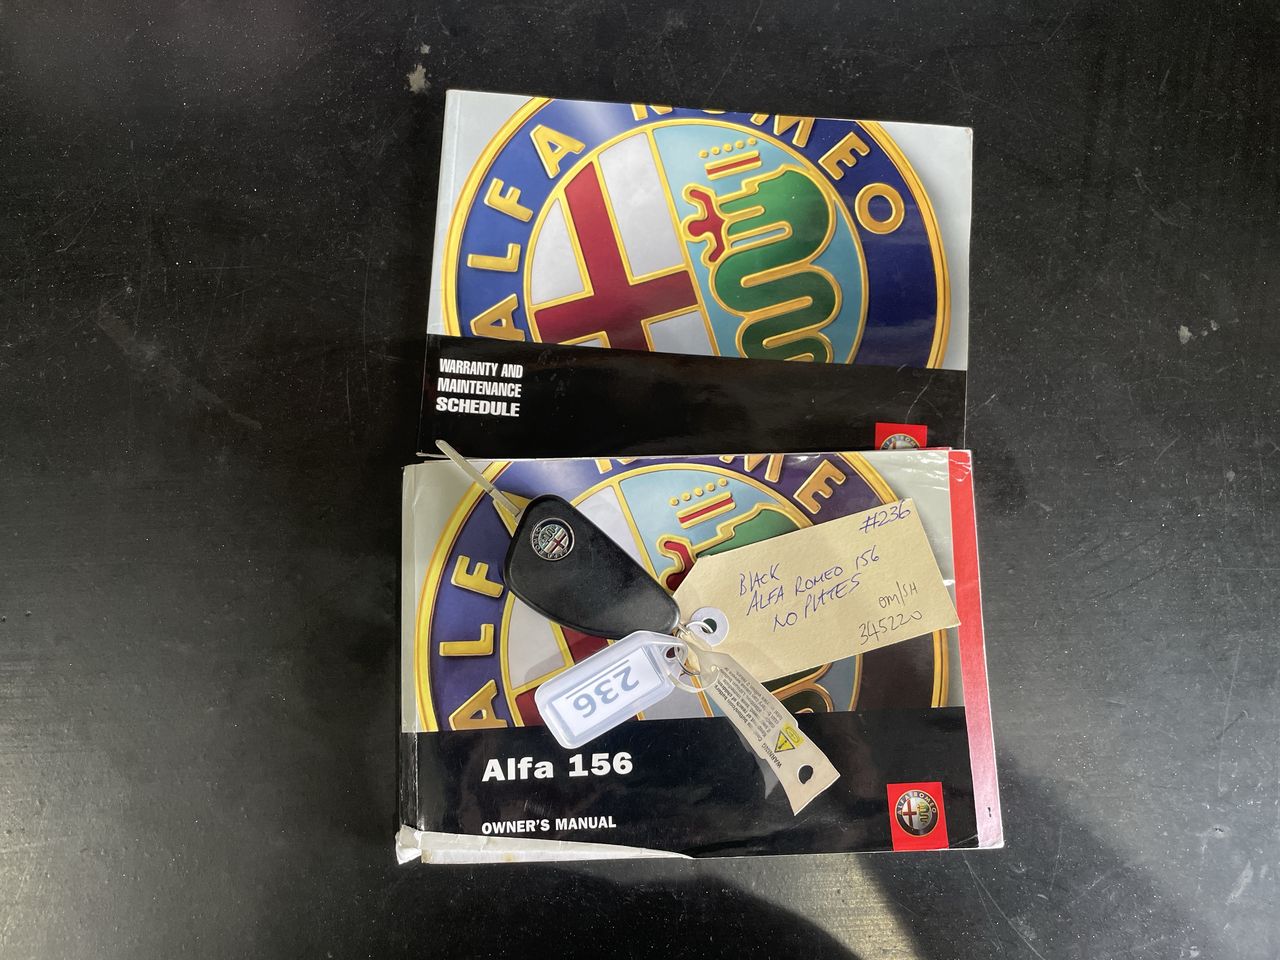 ALFA ROMEO
WARRANTY AND
MAINTENANCE
SCHEDULE
#236
BLACK
ALFA ROMEO 156
NO PLATES
OM/SH
345220
236
WARNING
Alfa 156
OWNER'S MANUAL
ALFA ROMEO